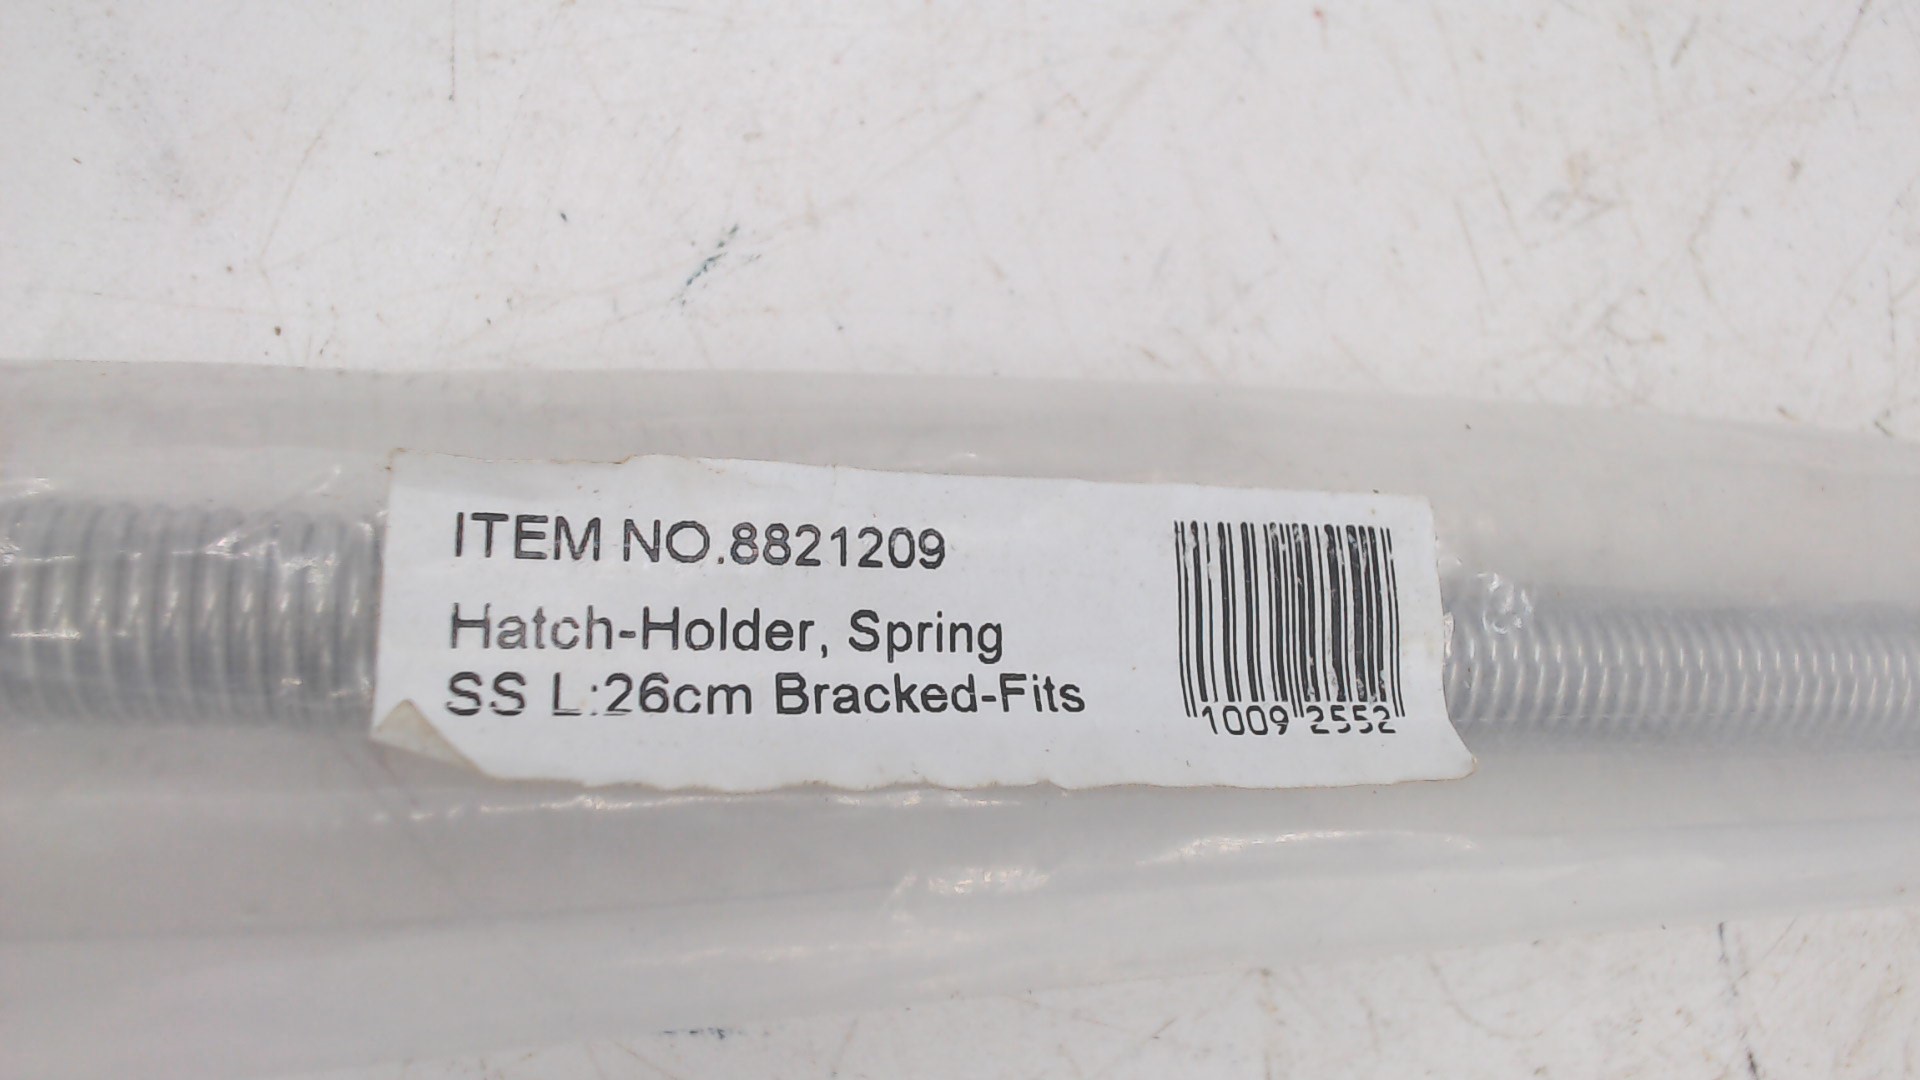 ITEM NO.8821209
Hatch-Holder, Spring
SS L:26cm Bracked-Fits
1009 2552